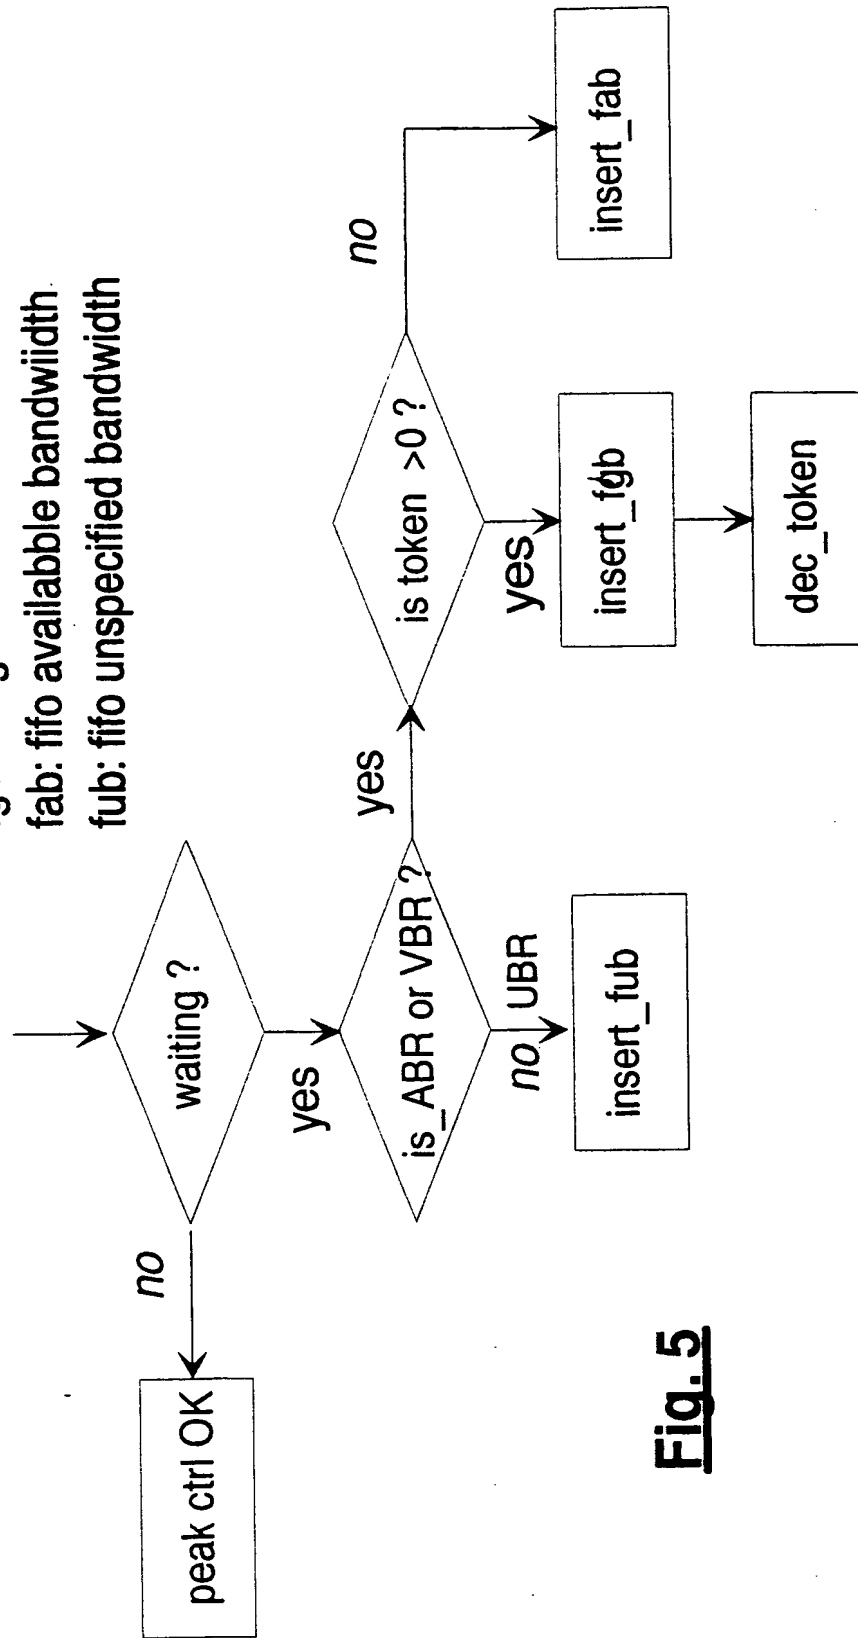 fab: fifo availabble bandwiidth
fub: fifo unspecified bandwidth
waiting ?
no
peak ctrl OK
yes
is_ABR or VBR ?
yes
no UBR
insert_fub
is token >0 ?
no
insert_fab
yes
insert_fgb
dec_token
Fig. 5